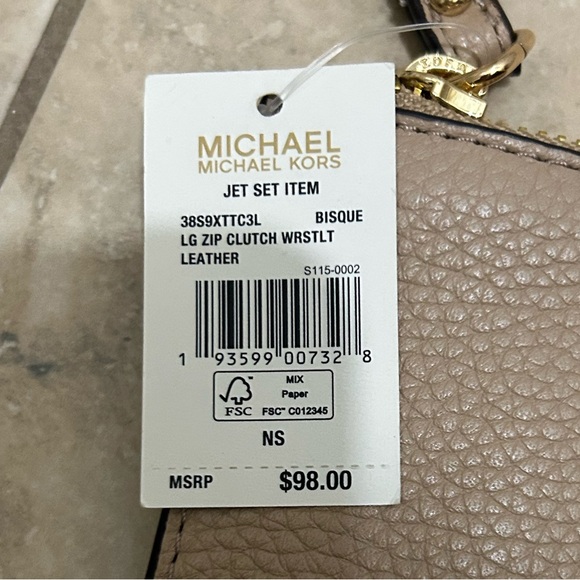 MICHAEL
MICHAEL KORS
JET SET ITEM
38S9XTTC3L BISQUE
LG ZIP CLUTCH WRSTLT
LEATHER
S115-0002
1 93599 00732 8
MIX
Paper
FSC™ C012345
FSC
NS
MSRP $98.00